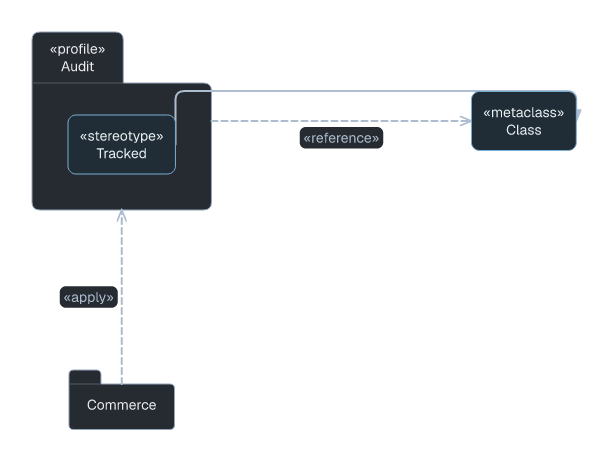 «profile»
Audit
«stereotype»
Tracked
«metaclass»
Class
«reference»
«apply»
Commerce